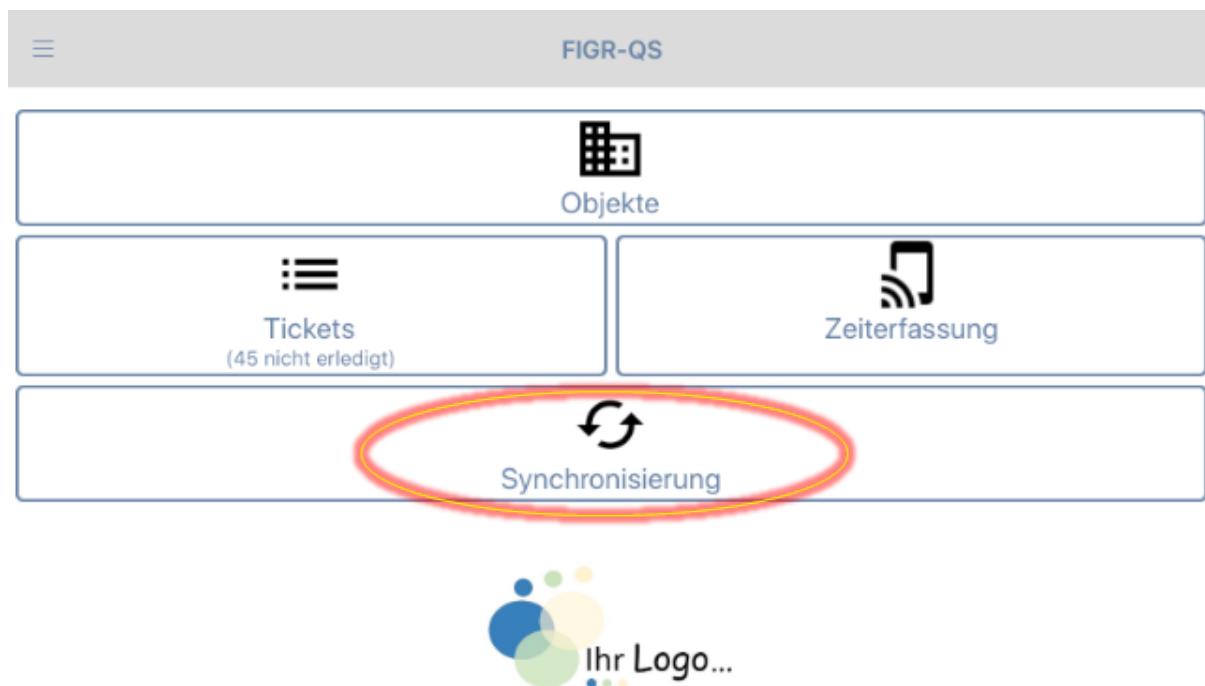 FIGR-QS
Objekte
Tickets
(45 nicht erledigt)
Zeiterfassung
Synchronisierung
Ihr Logo...